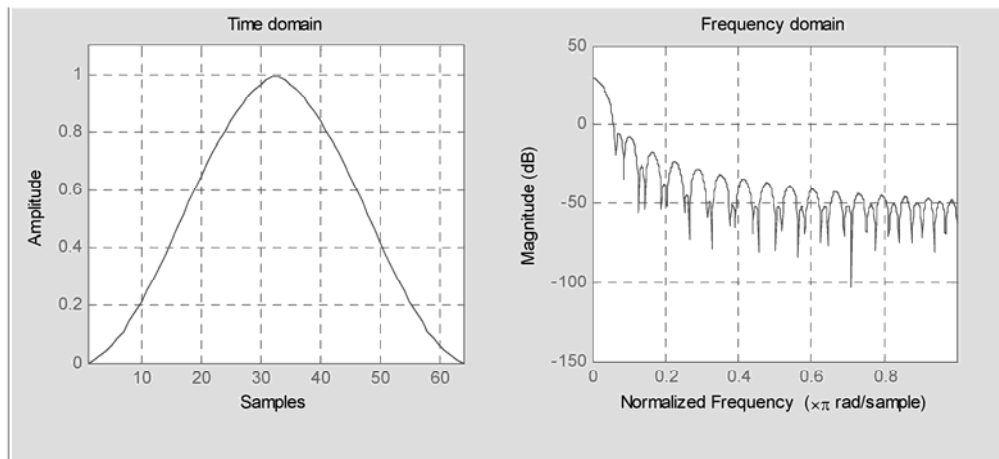 Time domain
Amplitude
1
0.8
0.6
0.4
0.2
0
10 20 30 40 50 60
Samples
Frequency domain
Magnitude (dB)
50
0
-50
-100
-150
0 0.2 0.4 0.6 0.8
Normalized Frequency (×π rad/sample)